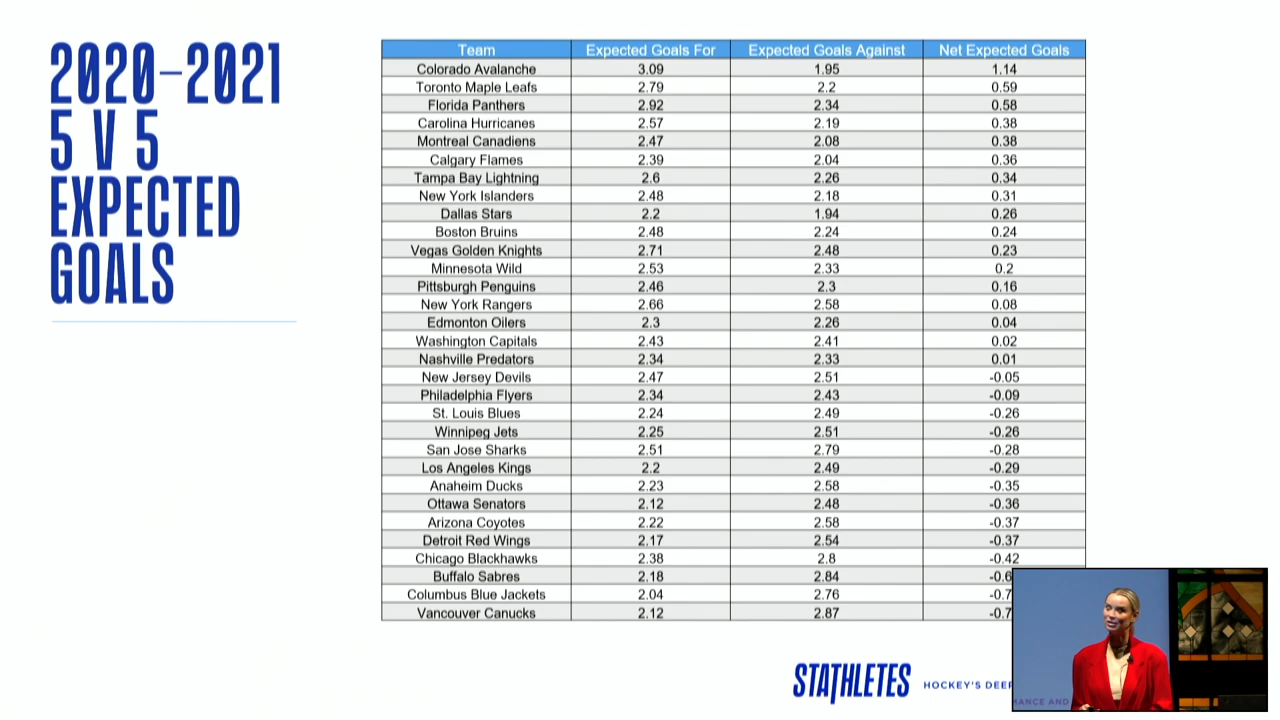 2020-2021
5 V 5
EXPECTED
GOALS
Team Expected Goals For Expected Goals Against Net Expected Goals
Colorado Avalanche 3.09 1.95 1.14
Toronto Maple Leafs 2.79 2.2 0.59
Florida Panthers 2.92 2.34 0.58
Carolina Hurricanes 2.57 2.19 0.38
Montreal Canadiens 2.47 2.08 0.38
Calgary Flames 2.39 2.04 0.36
Tampa Bay Lightning 2.6 2.26 0.34
New York Islanders 2.48 2.18 0.31
Dallas Stars 2.2 1.94 0.26
Boston Bruins 2.48 2.24 0.24
Vegas Golden Knights 2.71 2.48 0.23
Minnesota Wild 2.53 2.33 0.2
Pittsburgh Penguins 2.46 2.3 0.16
New York Rangers 2.66 2.58 0.08
Edmonton Oilers 2.3 2.26 0.04
Washington Capitals 2.43 2.41 0.02
Nashville Predators 2.34 2.33 0.01
New Jersey Devils 2.47 2.51 -0.05
Philadelphia Flyers 2.34 2.43 -0.09
St. Louis Blues 2.24 2.49 -0.26
Winnipeg Jets 2.25 2.51 -0.26
San Jose Sharks 2.51 2.79 -0.28
Los Angeles Kings 2.2 2.49 -0.29
Anaheim Ducks 2.23 2.58 -0.35
Ottawa Senators 2.12 2.48 -0.36
Arizona Coyotes 2.22 2.58 -0.37
Detroit Red Wings 2.17 2.54 -0.37
Chicago Blackhawks 2.38 2.8 -0.42
Buffalo Sabres 2.18 2.84 -0.6
Columbus Blue Jackets 2.04 2.76 -0.7
Vancouver Canucks 2.12 2.87 -0.7
STATHLETES HOCKEY'S DEEP
MANCE AND